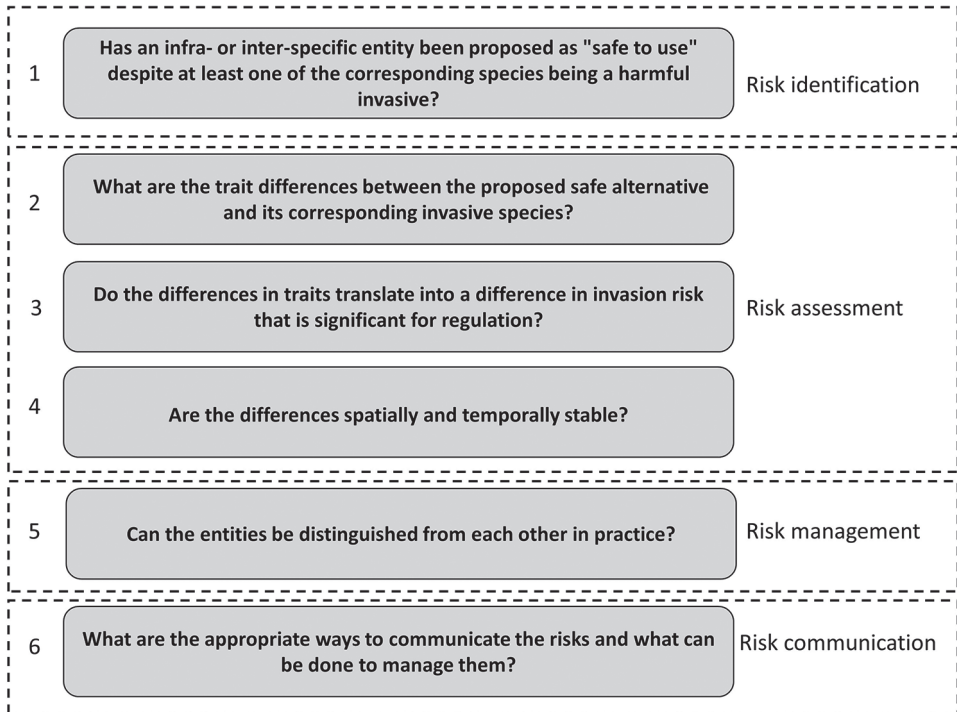 1
Has an infra- or inter-specific entity been proposed as "safe to use"
despite at least one of the corresponding species being a harmful
invasive?
Risk identification
2
What are the trait differences between the proposed safe alternative
and its corresponding invasive species?
3
Do the differences in traits translate into a difference in invasion risk
that is significant for regulation?
Risk assessment
4
Are the differences spatially and temporally stable?
5
Can the entities be distinguished from each other in practice?
Risk management
6
What are the appropriate ways to communicate the risks and what can
be done to manage them?
Risk communication